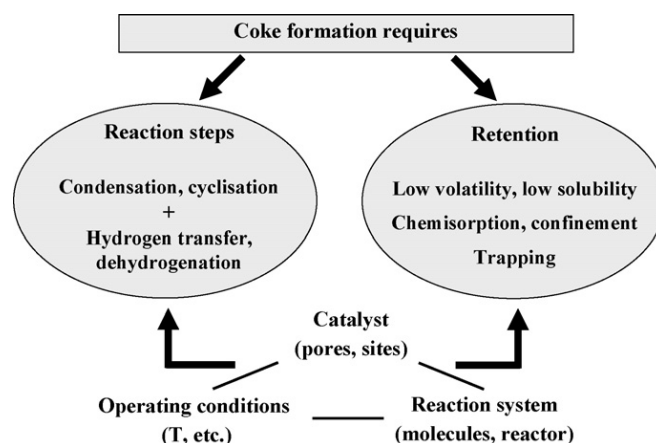 Coke formation requires
Reaction steps
Condensation, cyclisation
+
Hydrogen transfer,
dehydrogenation
Retention
Low volatility, low solubility
Chemisorption, confinement
Trapping
Catalyst
(pores, sites)
Operating conditions
(T, etc.)
Reaction system
(molecules, reactor)